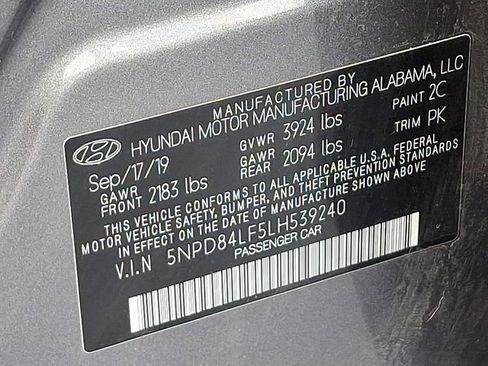 MANUFACTURED BY
HYUNDAI MOTOR MANUFACTURING ALABAMA, LLC
Sep/17/19 GVWR 3924 lbs PAINT 2C
GAWR FRONT 2183 lbs GAWR REAR 2094 lbs TRIM PK
THIS VEHICLE CONFORMS TO ALL APPLICABLE U.S.A. FEDERAL
MOTOR VEHICLE SAFETY, BUMPER, AND THEFT PREVENTION STANDARDS
IN EFFECT ON THE DATE OF MANUFACTURE SHOWN ABOVE.
V.I.N 5NPD84LF5LH539240
PASSENGER CAR